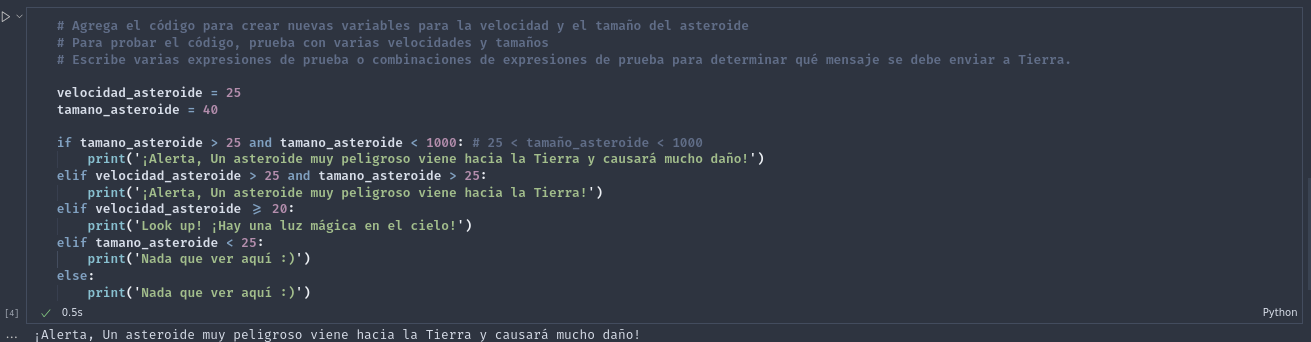 # Agrega el código para crear nuevas variables para la velocidad y el tamaño del asteroide
# Para probar el código, prueba con varias velocidades y tamaños
# Escribe varias expresiones de prueba o combinaciones de expresiones de prueba para determinar qué mensaje se debe enviar a Tierra.
velocidad_asteroide = 25
tamano_asteroide = 40
if tamano_asteroide > 25 and tamano_asteroide < 1000: # 25 < tamaño_asteroide < 1000
    print('¡Alerta, Un asteroide muy peligroso viene hacia la Tierra y causará mucho daño!')
elif velocidad_asteroide > 25 and tamano_asteroide > 25:
    print('¡Alerta, Un asteroide muy peligroso viene hacia la Tierra!')
elif velocidad_asteroide ⩾ 20:
    print('Look up! ¡Hay una luz mágica en el cielo!')
elif tamano_asteroide < 25:
    print('Nada que ver aquí :)')
else:
    print('Nada que ver aquí :)')
[4] 0.5s Python
... ¡Alerta, Un asteroide muy peligroso viene hacia la Tierra y causará mucho daño!